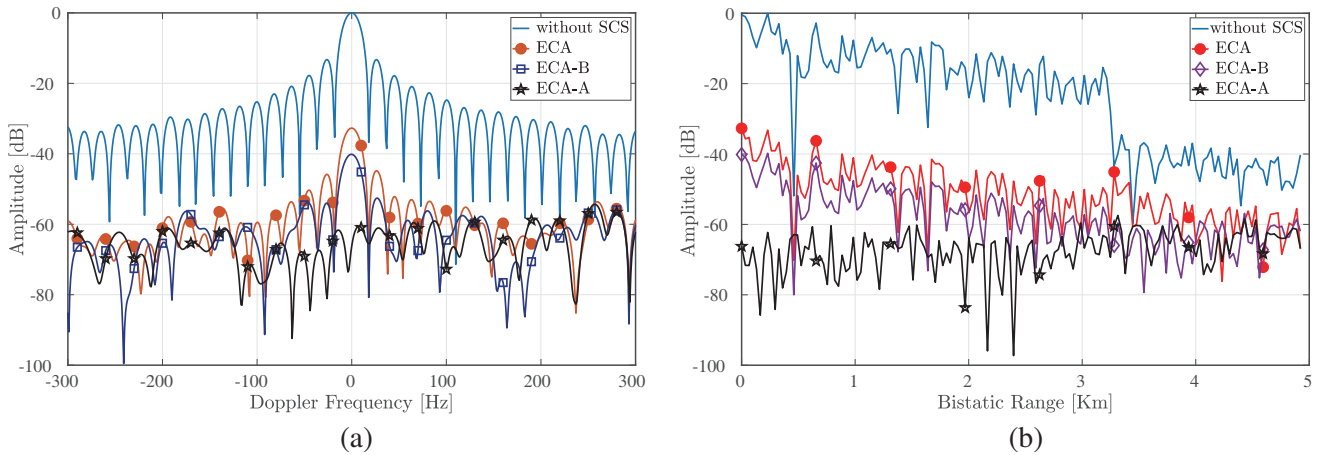 0
-20
-40
-60
-80
-100
Amplitude [dB]
-300
-200
-100
0
100
200
300
Doppler Frequency [Hz]
without SCS
ECA
ECA-B
ECA-A
(a)
0
-20
-40
-60
-80
-100
Amplitude [dB]
0
1
2
3
4
5
Bistatic Range [Km]
without SCS
ECA
ECA-B
ECA-A
(b)